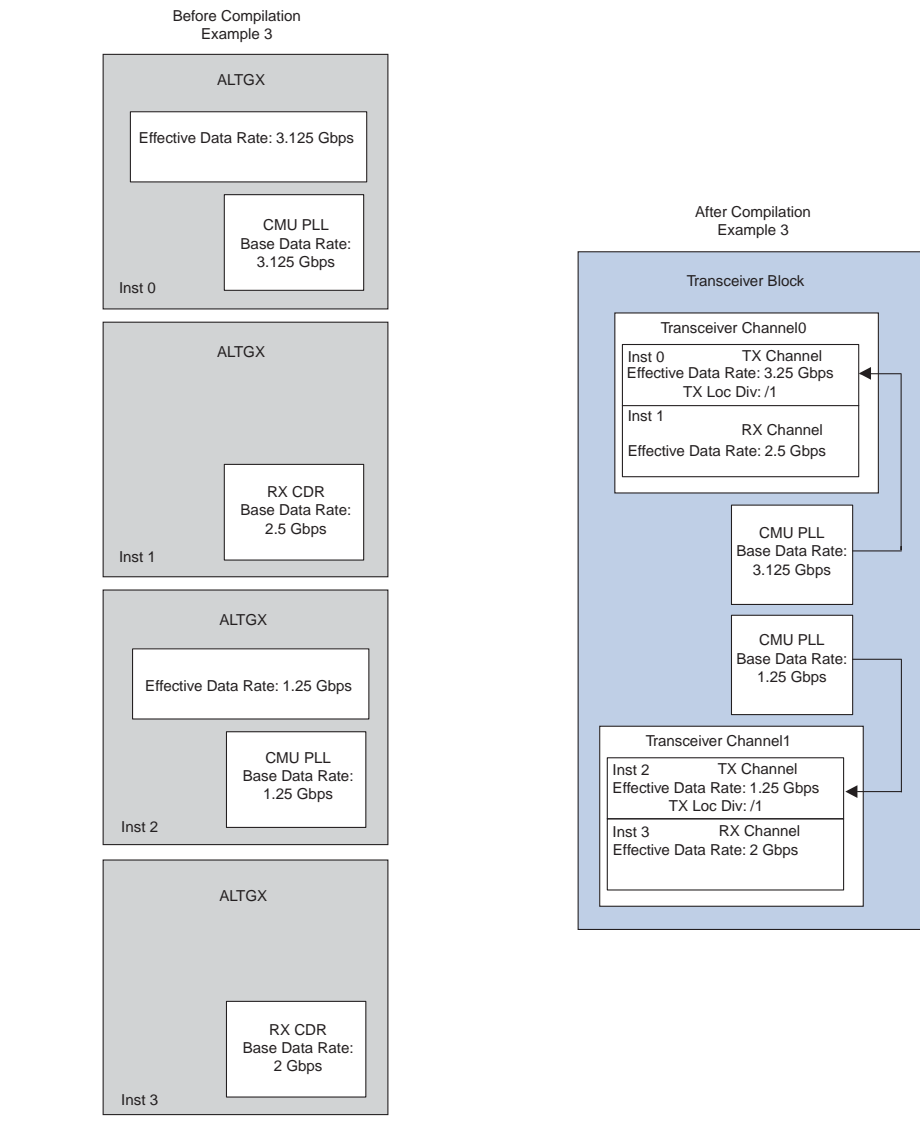 Before Compilation
Example 3
ALTGX
Effective Data Rate: 3.125 Gbps
CMU PLL
Base Data Rate:
3.125 Gbps
Inst 0
ALTGX
RX CDR
Base Data Rate:
2.5 Gbps
Inst 1
ALTGX
Effective Data Rate: 1.25 Gbps
CMU PLL
Base Data Rate:
1.25 Gbps
Inst 2
ALTGX
RX CDR
Base Data Rate:
2 Gbps
Inst 3
After Compilation
Example 3
Transceiver Block
Transceiver Channel0
Inst 0 TX Channel
Effective Data Rate: 3.25 Gbps
TX Loc Div: /1
Inst 1
RX Channel
Effective Data Rate: 2.5 Gbps
CMU PLL
Base Data Rate:
3.125 Gbps
CMU PLL
Base Data Rate:
1.25 Gbps
Transceiver Channel1
Inst 2 TX Channel
Effective Data Rate: 1.25 Gbps
TX Loc Div: /1
Inst 3 RX Channel
Effective Data Rate: 2 Gbps